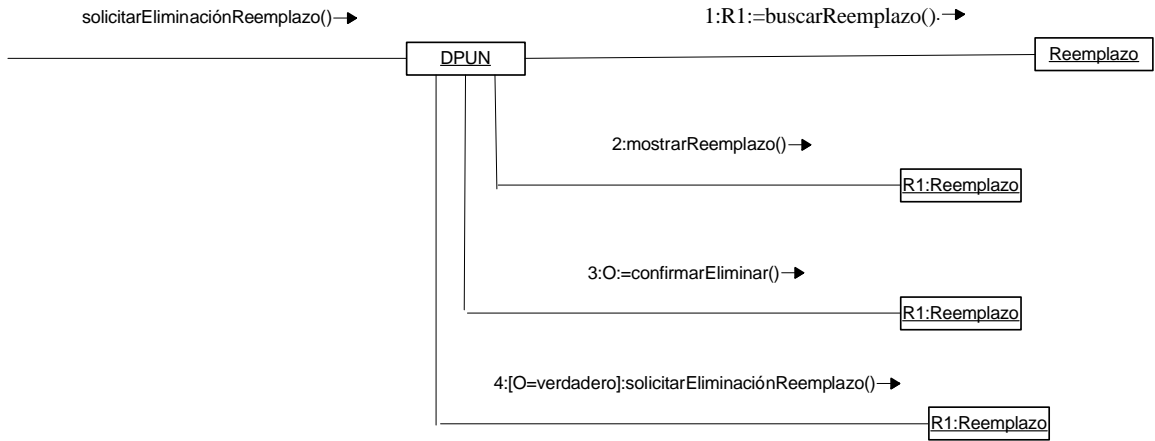 solicitarEliminaciónReemplazo()
1:R1:=buscarReemplazo().
DPUN
Reemplazo
2:mostrarReemplazo()
R1:Reemplazo
3:O:=confirmarEliminar()
R1:Reemplazo
4:[O=verdadero]:solicitarEliminaciónReemplazo()
R1:Reemplazo